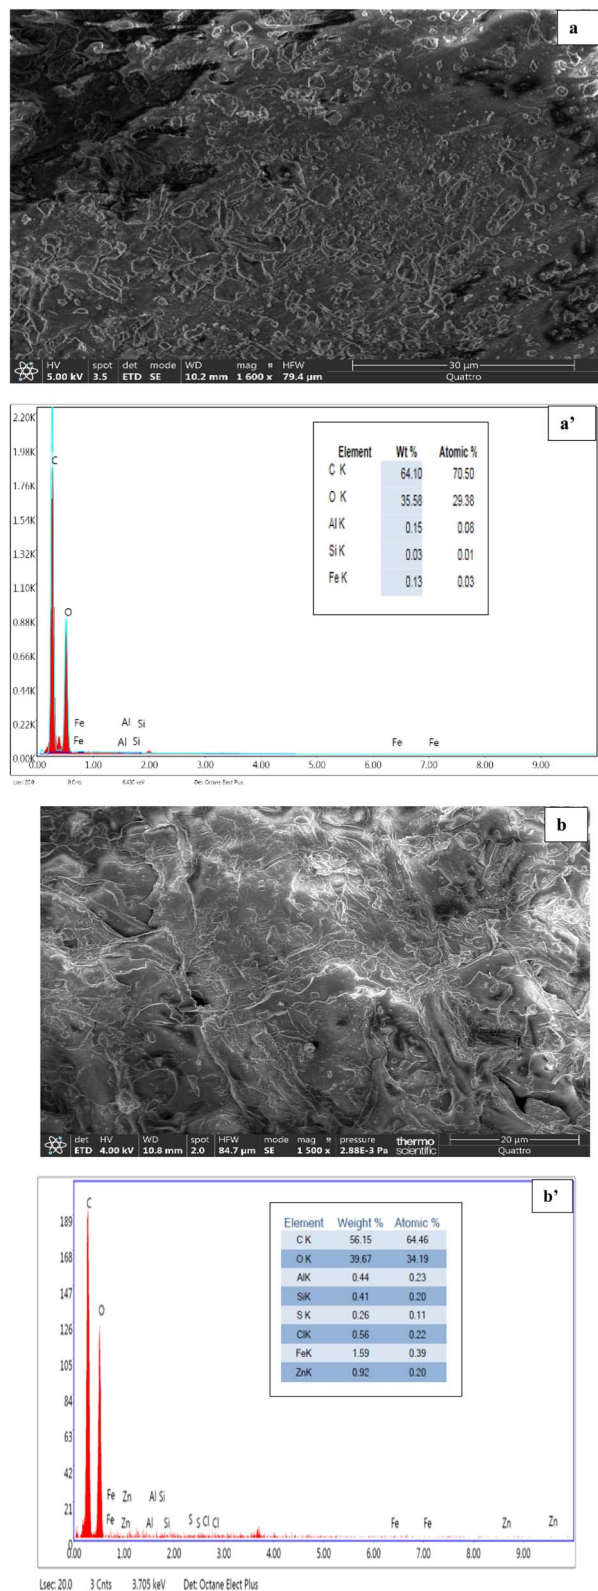 a
HV spot det mode WD mag HFW 30 µm
5.00 kV 3.5 ETD SE 10.2 mm 1 600 x 79.4 µm Quattro
a'
2.20K
1.98K
1.76K
1.54K
1.32K
1.10K
0.88K
0.66K
0.44K
0.22K
0.00K
C
O
Fe Al Si
Fe Al Si Fe Fe
Element Wt % Atomic %
C K 64.10 70.50
O K 35.58 29.38
Al K 0.15 0.08
Si K 0.03 0.01
Fe K 0.13 0.03
0.00 1.00 2.00 3.00 4.00 5.00 6.00 7.00 8.00 9.00
Lsec: 20.0 0 Cnts keV Det: Octane Elect Plus
b
det HV WD spot HFW mode mag pressure thermo 20 µm
ETD 4.00 kV 10.8 mm 2.0 84.7 µm SE 1 500 x 2.88E-3 Pa scientific Quattro
b'
189
168
147
126
105
84
63
42
21
0
C
O
Fe Zn Al Si S Cl
Fe Zn Al Si S Cl Fe Fe Zn Zn
Element Weight % Atomic %
C K 56.15 64.46
O K 39.67 34.19
AlK 0.44 0.23
SiK 0.41 0.20
S K 0.26 0.11
ClK 0.56 0.22
FeK 1.59 0.39
ZnK 0.92 0.20
0.00 1.00 2.00 3.00 4.00 5.00 6.00 7.00 8.00 9.00
Lsec: 20.0 3 Cnts 3.705 keV Det: Octane Elect Plus